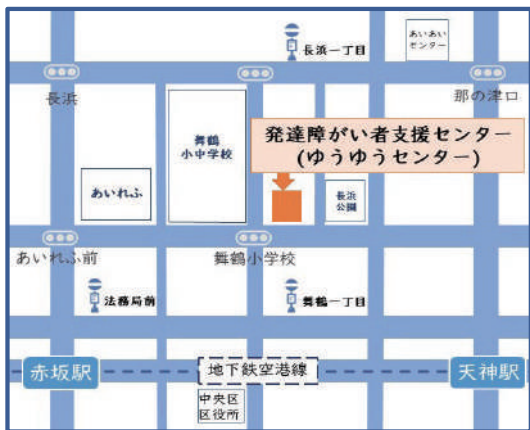 長浜一丁目
あいあい
センター
長浜
那の津口
発達障がい者支援センター
(ゆうゆうセンター)
舞鶴
小中学校
あいれふ
長浜
公園
あいれふ前
舞鶴小学校
法務局前
舞鶴一丁目
赤坂駅
地下鉄空港線
天神駅
中央区
区役所